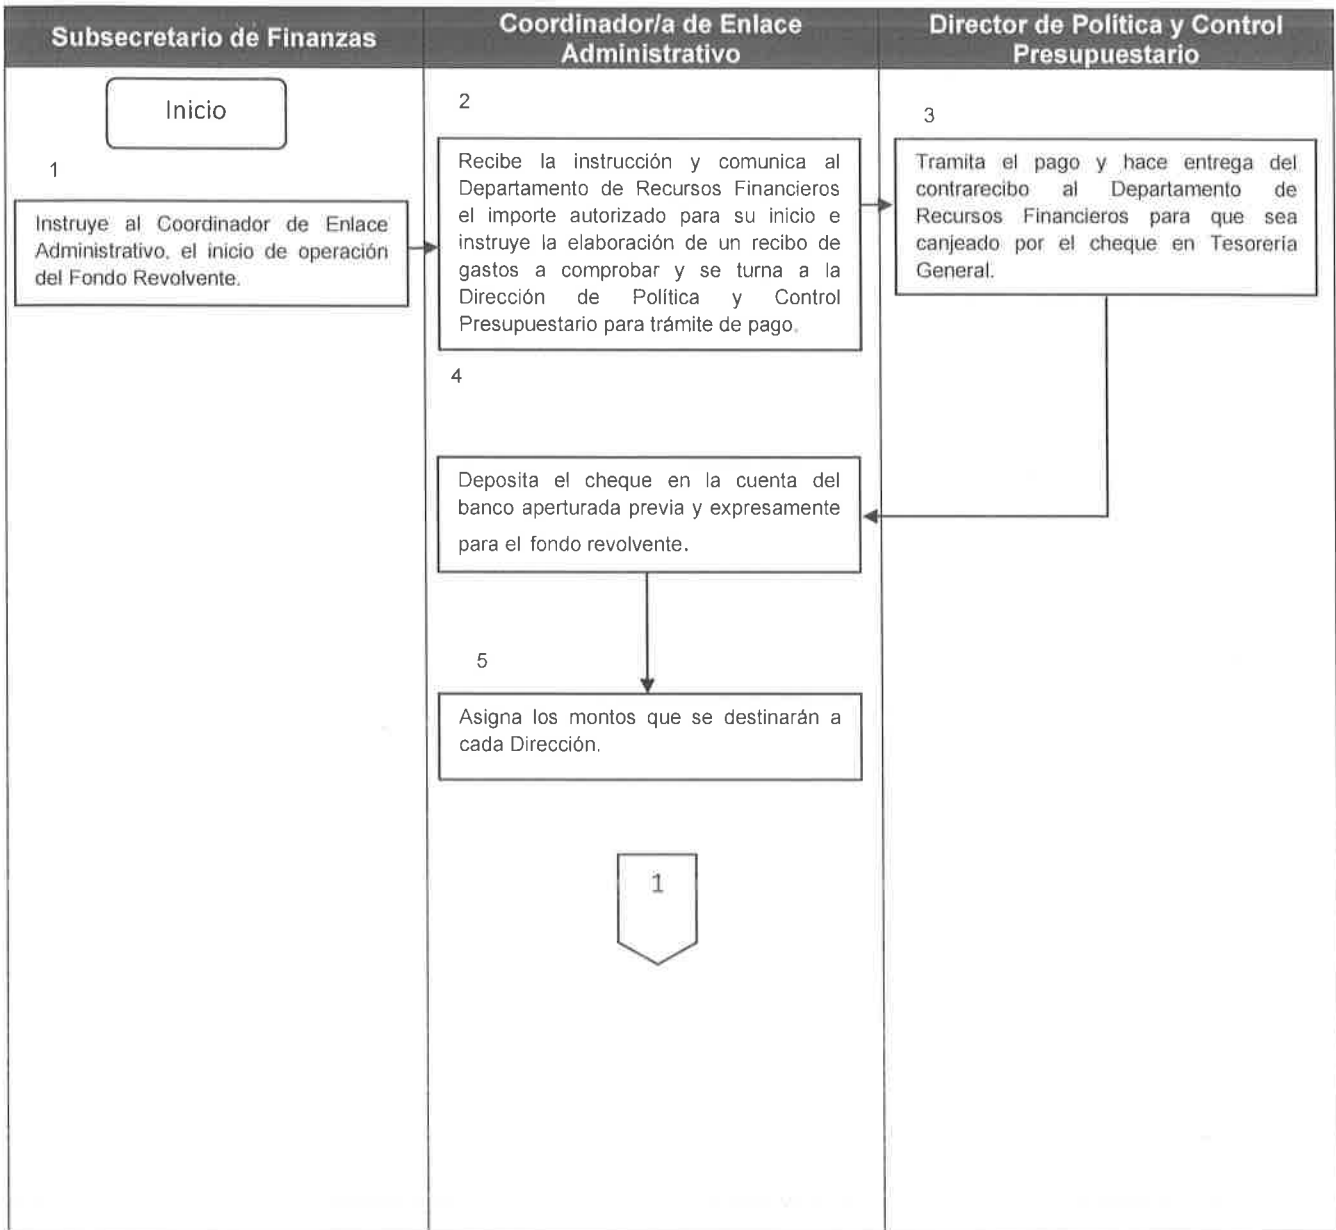 Subsecretario de Finanzas
Coordinador/a de Enlace
Administrativo
Director de Política y Control
Presupuestario
Inicio
1
Instruye al Coordinador de Enlace
Administrativo, el inicio de operación
del Fondo Revolvente.
2
Recibe la instrucción y comunica al
Departamento de Recursos Financieros
el importe autorizado para su inicio e
instruye la elaboración de un recibo de
gastos a comprobar y se turna a la
Dirección de Política y Control
Presupuestario para trámite de pago.
3
Tramita el pago y hace entrega del
contrarecibo al Departamento de
Recursos Financieros para que sea
canjeado por el cheque en Tesorería
General.
4
Deposita el cheque en la cuenta del
banco aperturada previa y expresamente
para el fondo revolvente.
5
Asigna los montos que se destinarán a
cada Dirección.
1